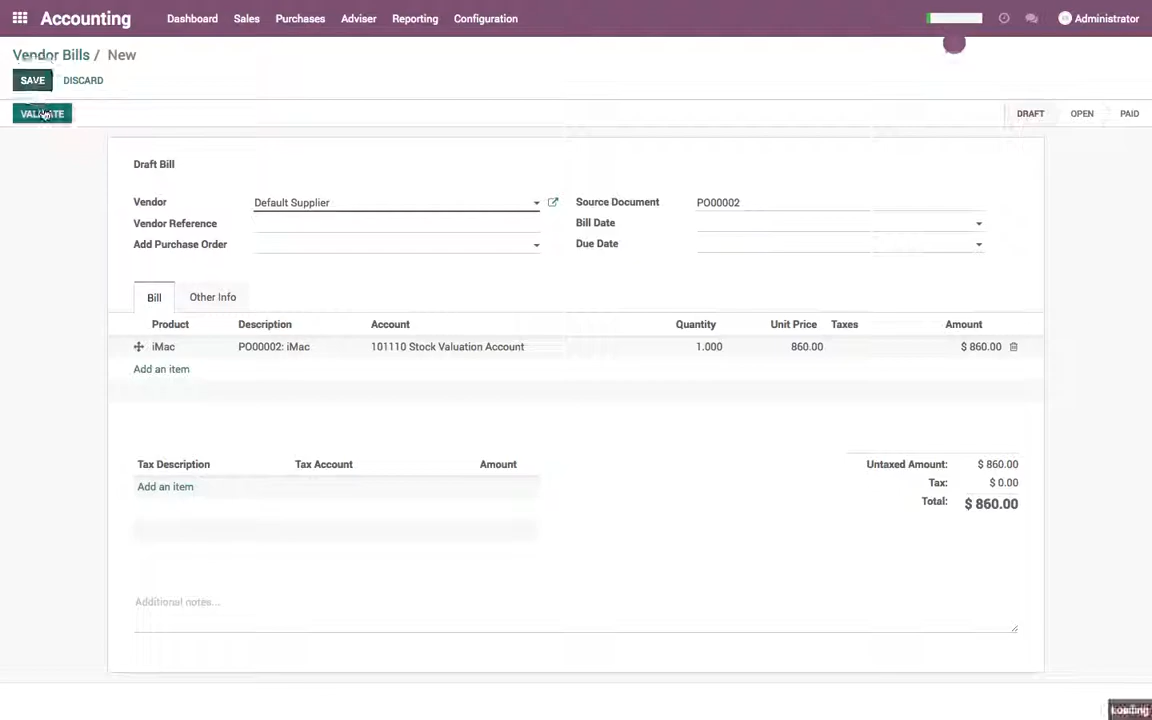 Accounting Dashboard Sales Purchases Adviser Reporting Configuration Administrator
Vendor Bills / New
SAVE DISCARD
VALIDATE DRAFT OPEN PAID
Draft Bill
Vendor Default Supplier Source Document PO00002
Vendor Reference Bill Date
Add Purchase Order Due Date
Bill Other Info
Product Description Account Quantity Unit Price Taxes Amount
iMac PO00002: iMac 101110 Stock Valuation Account 1.000 860.00 $ 860.00
Add an item
Tax Description Tax Account Amount Untaxed Amount: $ 860.00
Add an item Tax: $ 0.00
Total: $ 860.00
Additional notes...
Loading